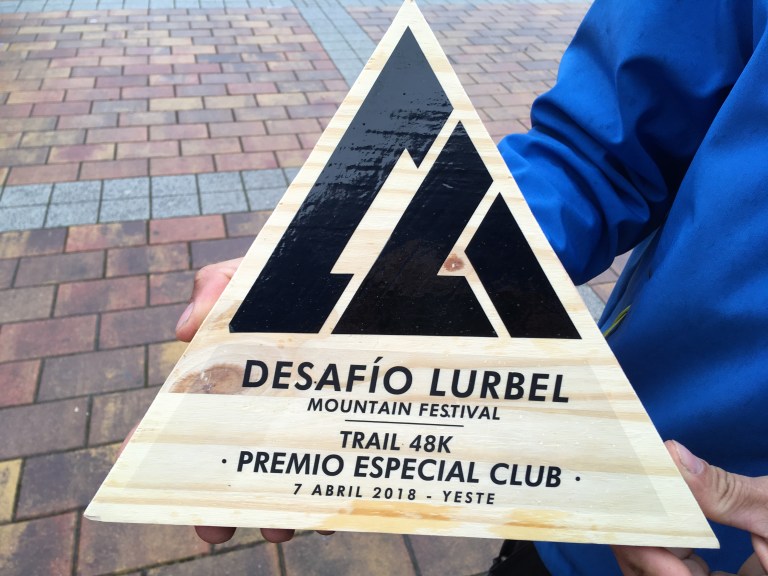 DESAFÍO LURBEL
MOUNTAIN FESTIVAL
TRAIL 48K
· PREMIO ESPECIAL CLUB ·
7 ABRIL 2018 - YESTE